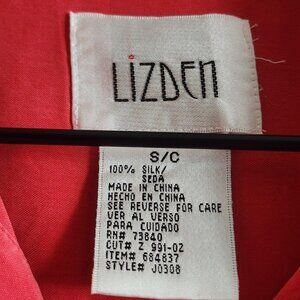 LIZDEN
S/C
100% SILK/
SEDA
MADE IN CHINA
HECHO EN CHINA
SEE REVERSE FOR CARE
VER AL VERSO
PARA CUIDADO
RN# 73840
CUT# Z 991-02
ITEM# 684837
STYLE# J0308